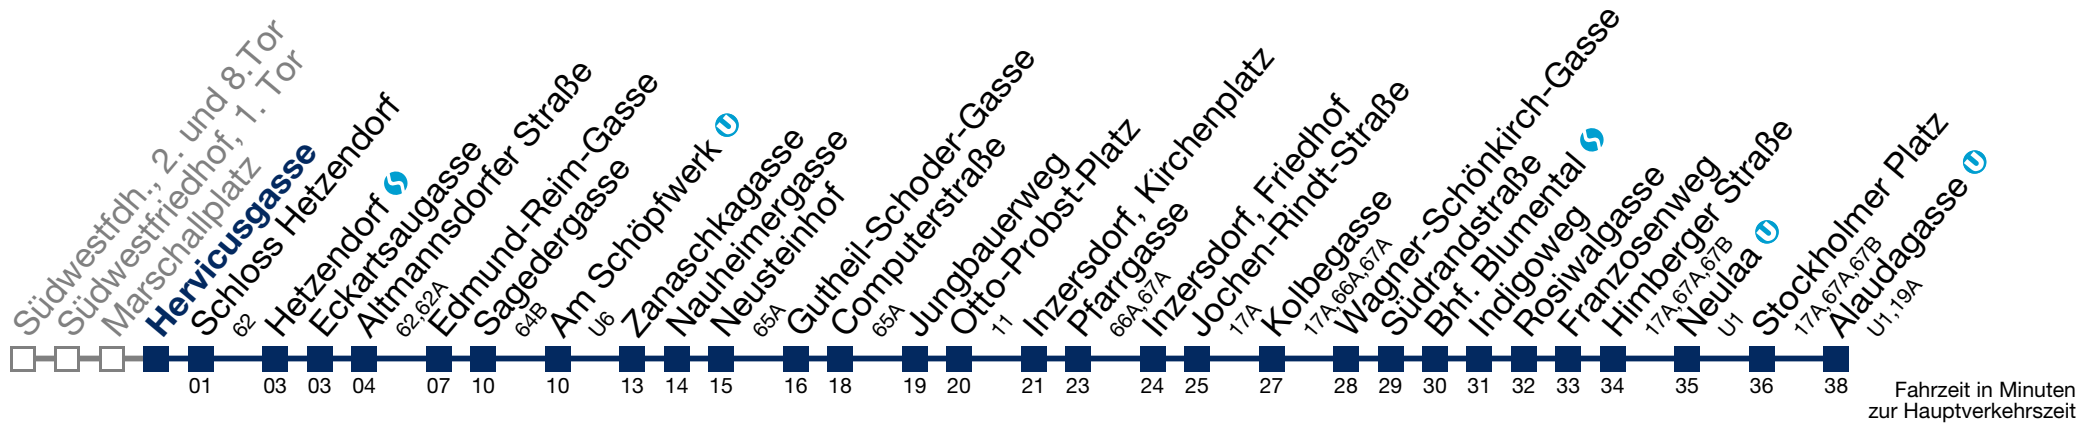 Südwestfdh., 2. und 8.Tor
Südwestfriedhof, 1. Tor
Marschallplatz
Hervicusgasse
Schloss Hetzendorf
62
Hetzendorf
Eckartsaugasse
Altmannsdorfer Straße
62,62A
Edmund-Reim-Gasse
Sagedergasse
64B
Am Schöpfwerk U
U6
Zanaschkagasse
Nauheimergasse
Neusteinhof
65A
Gutheil-Schoder-Gasse
Computerstraße
65A
Jungbauerweg
Otto-Probst-Platz
11
Inzersdorf, Kirchenplatz
Pfarrgasse
66A,67A
Inzersdorf, Friedhof
Jochen-Rindt-Straße
17A
Kolbegasse
17A,66A,67A
Wagner-Schönkirch-Gasse
Südrandstraße
Bhf. Blumental
Indigoweg
Rosiwalgasse
Franzosenweg
Himberger Straße
17A,67A,67B
Neulaa U
U1
Stockholmer Platz
17A,67A,67B
Alaudagasse U
U1,19A
01 03 03 04 07 10 10 13 14 15 16 18 19 20 21 23 24 25 27 28 29 30 31 32 33 34 35 36 38
Fahrzeit in Minuten
zur Hauptverkehrszeit